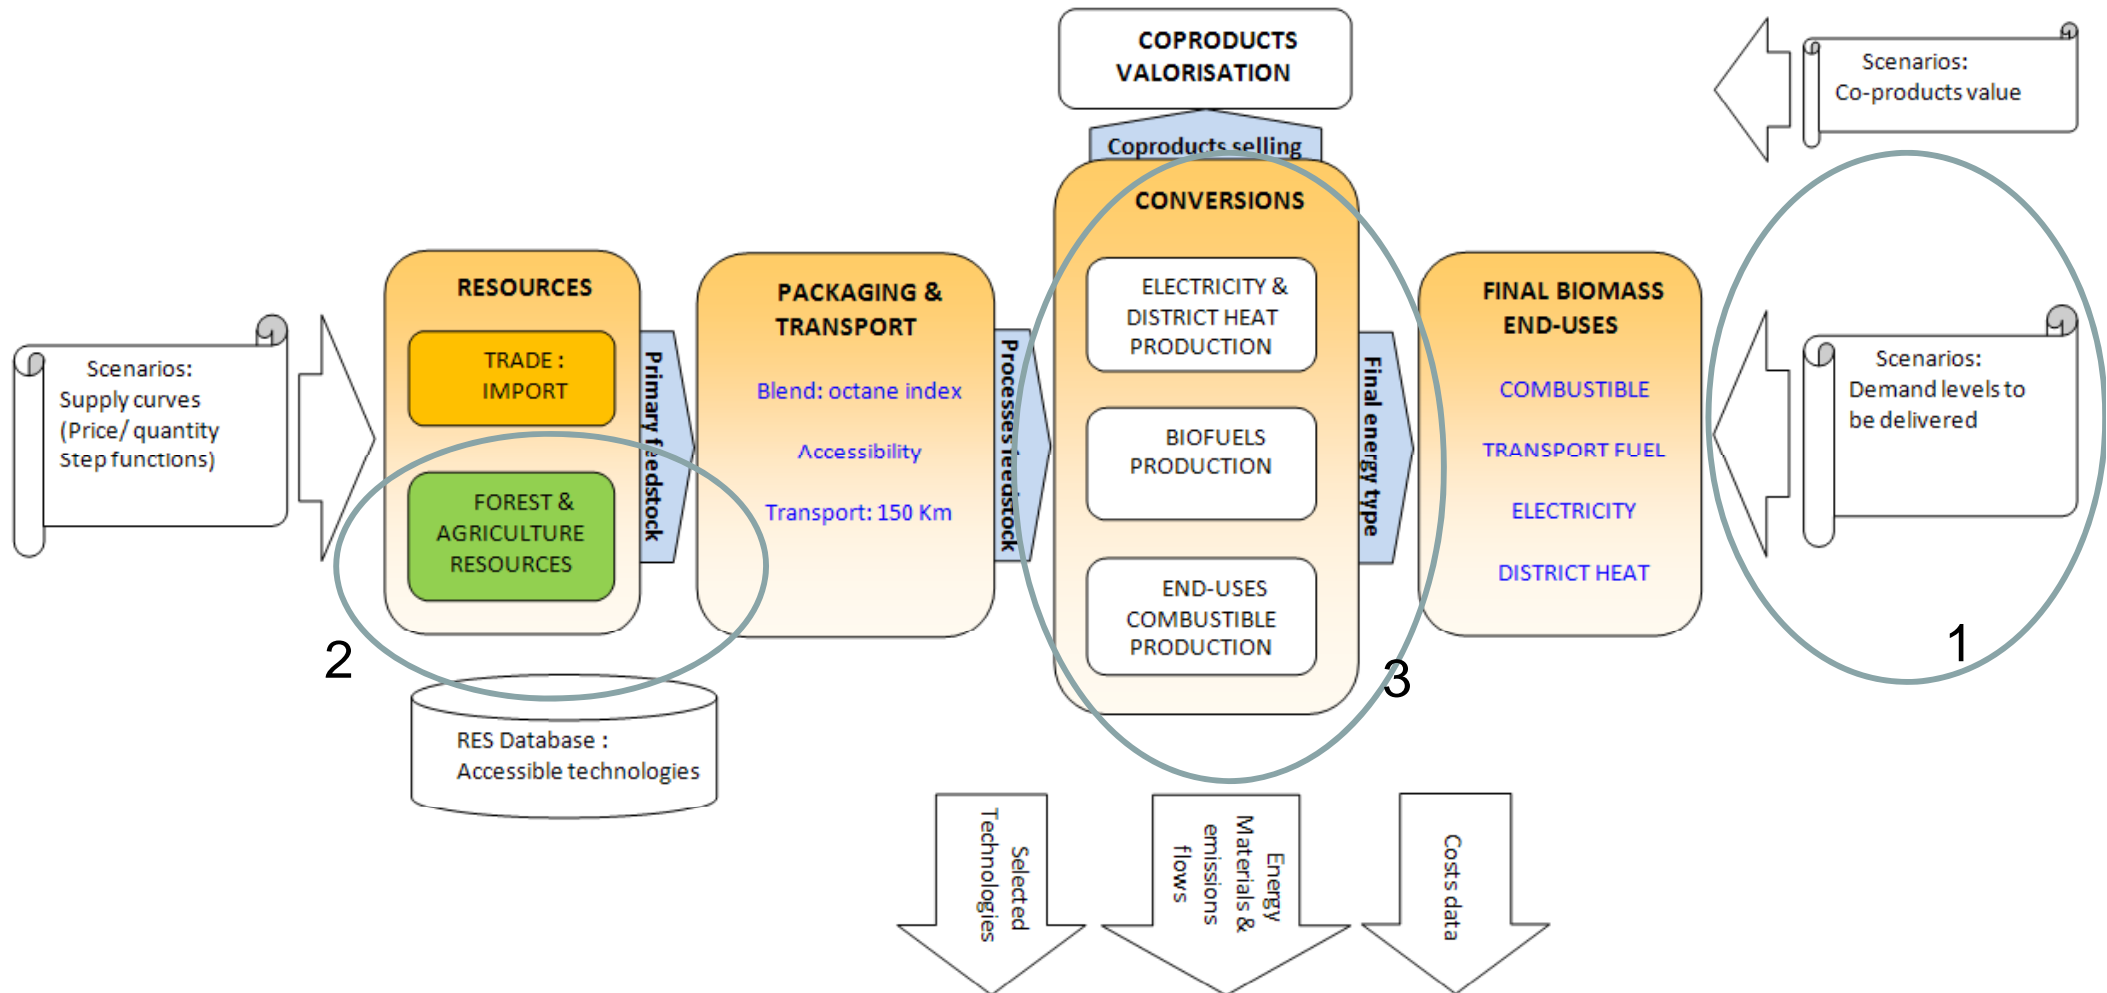 COPRODUCTS
VALORISATION
Coproducts selling
Scenarios:
Co-products value
Scenarios:
Supply curves
(Price/ quantity
Step functions)
RESOURCES
TRADE :
IMPORT
FOREST &
AGRICULTURE
RESOURCES
Primary feedstock
PACKAGING &
TRANSPORT
Blend: octane index
Accessibility
Transport: 150 Km
Processes feedstock
CONVERSIONS
ELECTRICITY &
DISTRICT HEAT
PRODUCTION
BIOFUELS
PRODUCTION
END-USES
COMBUSTIBLE
PRODUCTION
Final energy type
FINAL BIOMASS
END-USES
COMBUSTIBLE
TRANSPORT FUEL
ELECTRICITY
DISTRICT HEAT
Scenarios:
Demand levels to
be delivered
1
2
3
RES Database :
Accessible technologies
Selected
Technologies
Energy
Materials &
emissions
flows
Costs data